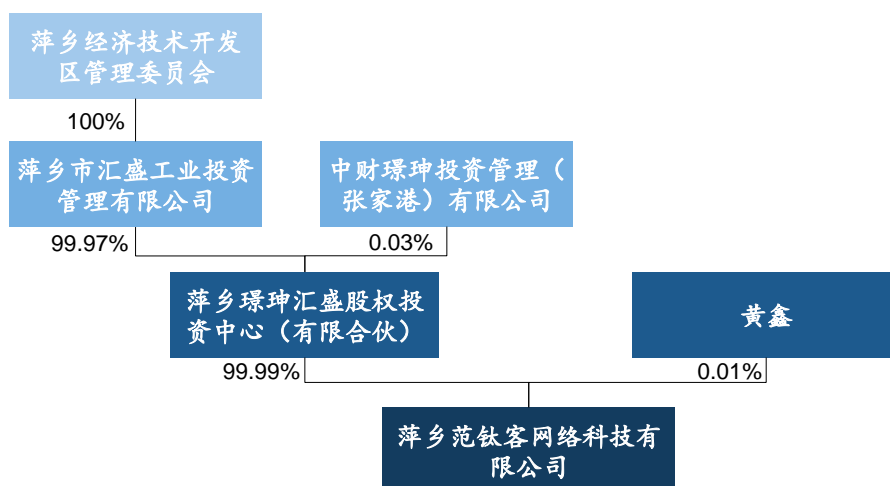 萍乡经济技术开发
区管理委员会
100%
萍乡市汇盛工业投资
管理有限公司
中财璟珅投资管理（
张家港）有限公司
99.97%
0.03%
萍乡璟珅汇盛股权投
资中心（有限合伙）
黄鑫
99.99%
0.01%
萍乡范钛客网络科技有
限公司